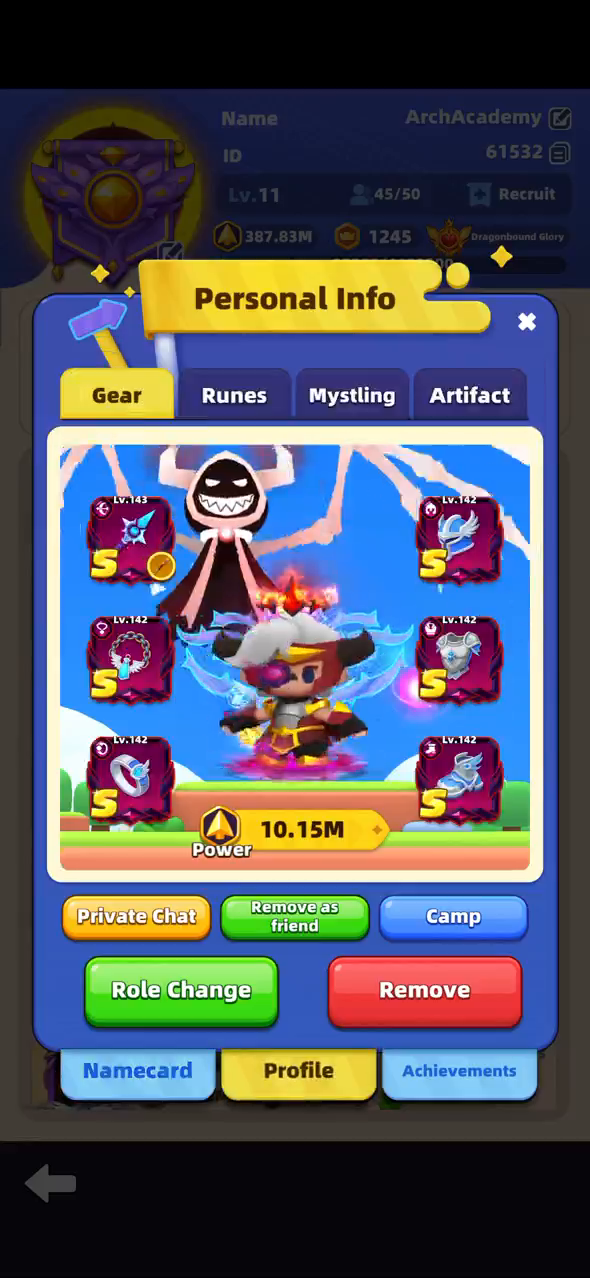 Name
ArchAcademy
ID
61532
Lv.11
45/50
Recruit
387.83M
1245
Dragonbound Glory
Personal Info
Gear
Runes
Mystling
Artifact
Lv.143
S
Lv.142
S
Lv.142
S
Lv.142
S
Lv.142
S
Lv.142
S
Power
10.15M
Private Chat
Remove as
friend
Camp
Role Change
Remove
Namecard
Profile
Achievements